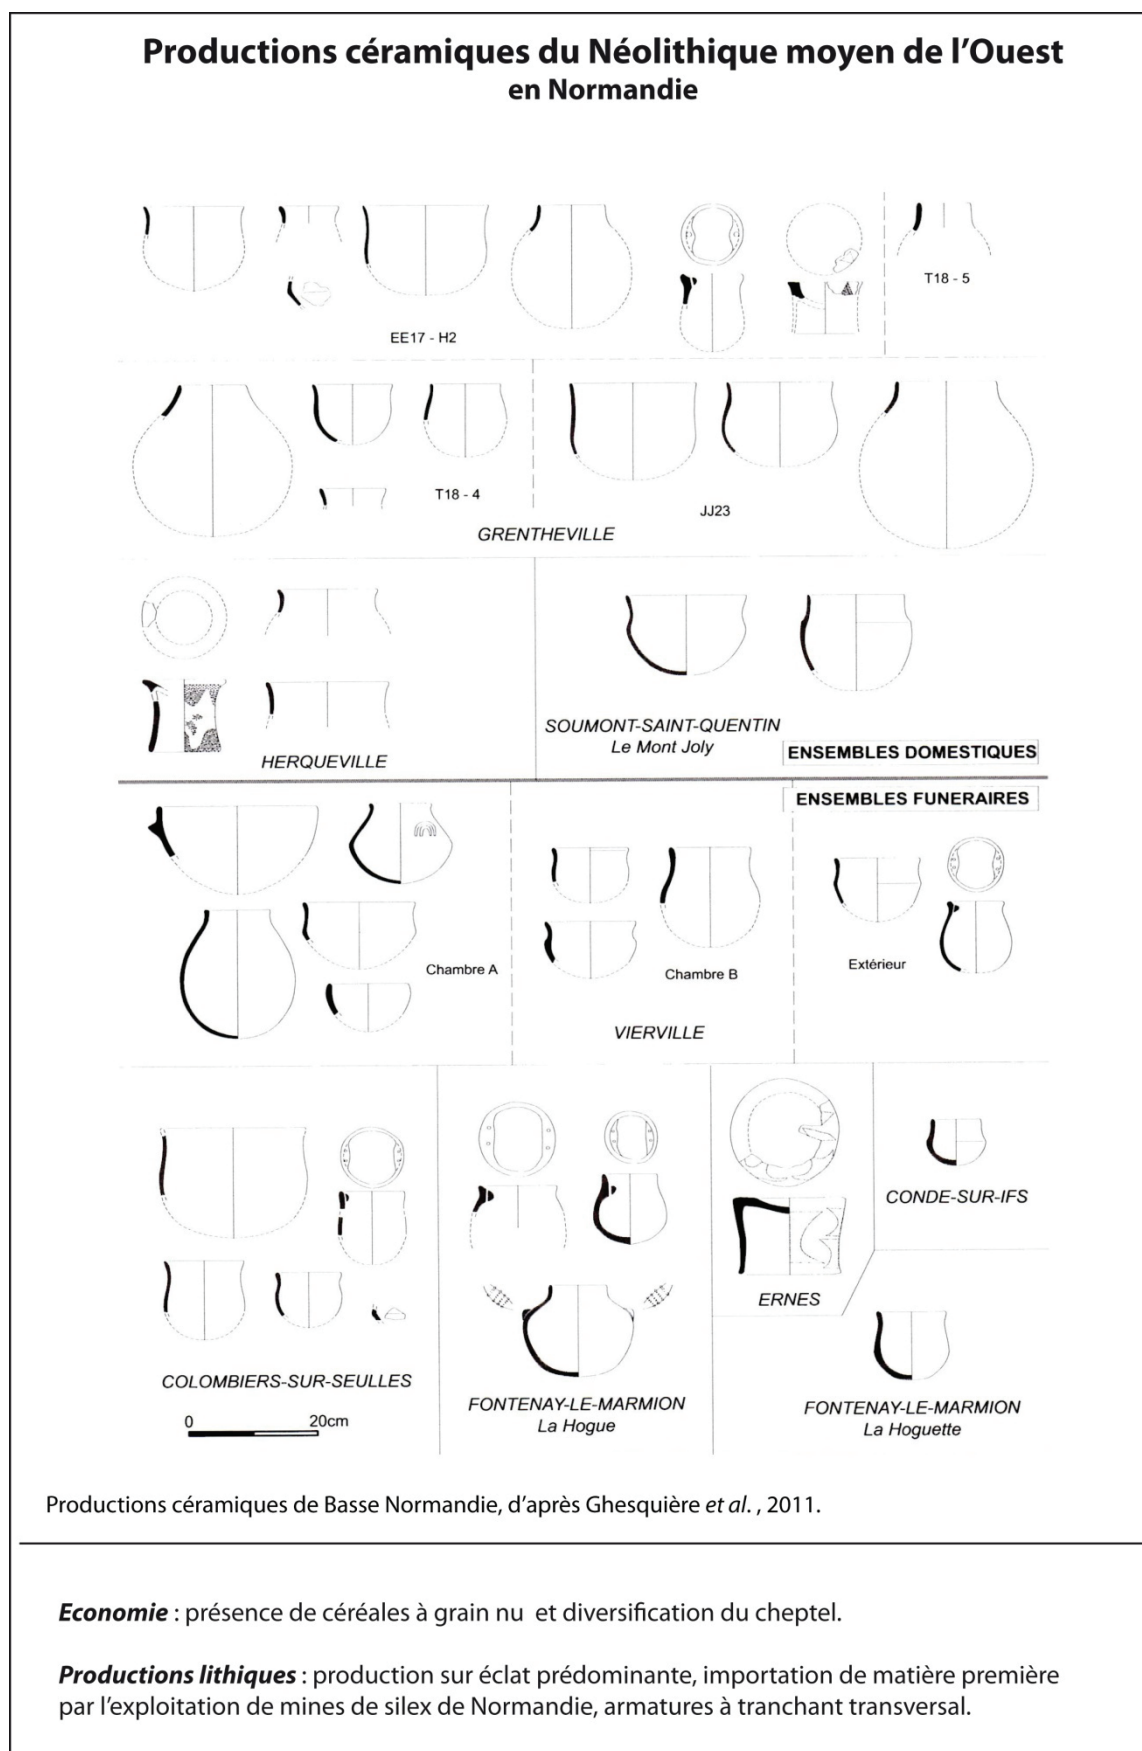 Productions céramiques du Néolithique moyen de l’Ouest
en Normandie
EE17 - H2
T18 - 5
T18 - 4
JJ23
GRENTHEVILLE
HERQUEVILLE
SOUMONT-SAINT-QUENTIN
Le Mont Joly
ENSEMBLES DOMESTIQUES
ENSEMBLES FUNERAIRES
Chambre A
Chambre B
Extérieur
VIERVILLE
COLOMBIERS-SUR-SEULLES
0 20cm
FONTENAY-LE-MARMION
La Hogue
ERNES
CONDE-SUR-IFS
FONTENAY-LE-MARMION
La Hoguette
Productions céramiques de Basse Normandie, d’après Ghesquière et al. , 2011.
Economie : présence de céréales à grain nu et diversification du cheptel.
Productions lithiques : production sur éclat prédominante, importation de matière première
par l’exploitation de mines de silex de Normandie, armatures à tranchant transversal.